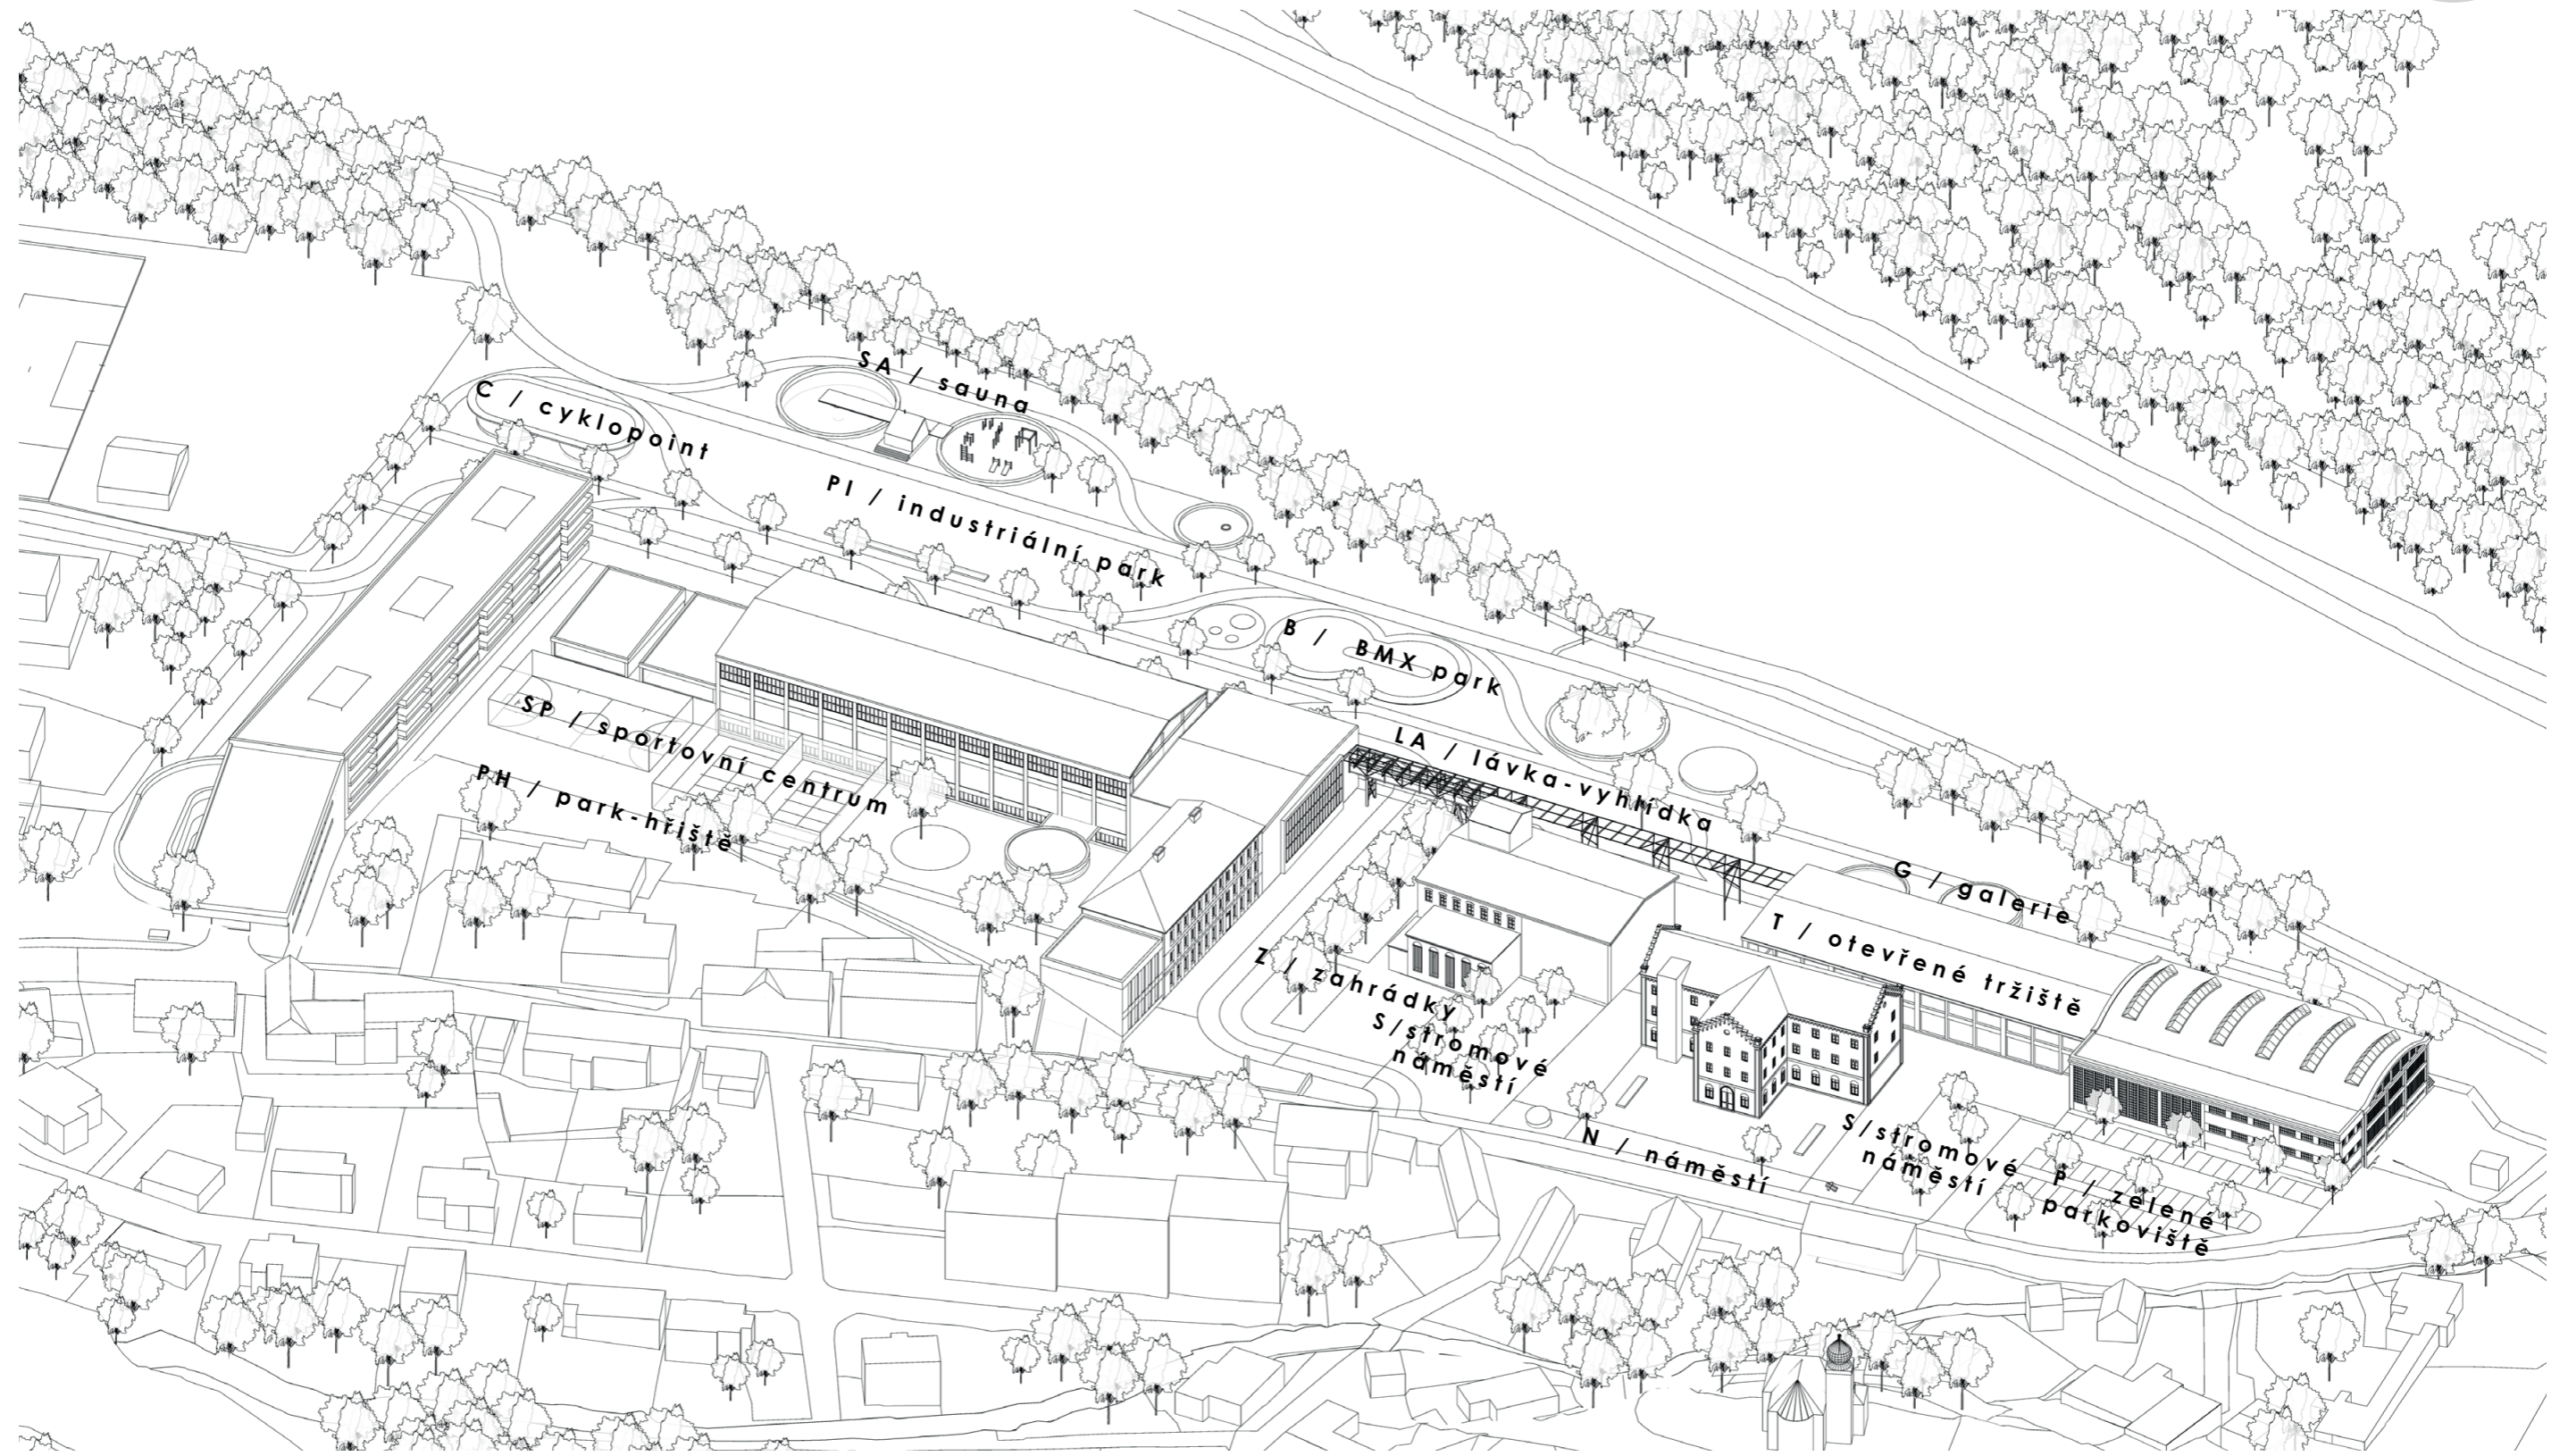 SA / sauna
C / cyklopoint
PI / industriální park
B / BMX park
SP / sportovní centrum
PH / park-hřiště
LA / lávka-vyhlídka
G / galerie
T / otevřené tržiště
Z / zahrádky
S/stromové
náměstí
N / náměstí
S/stromové
náměstí
P / zelené
parkoviště